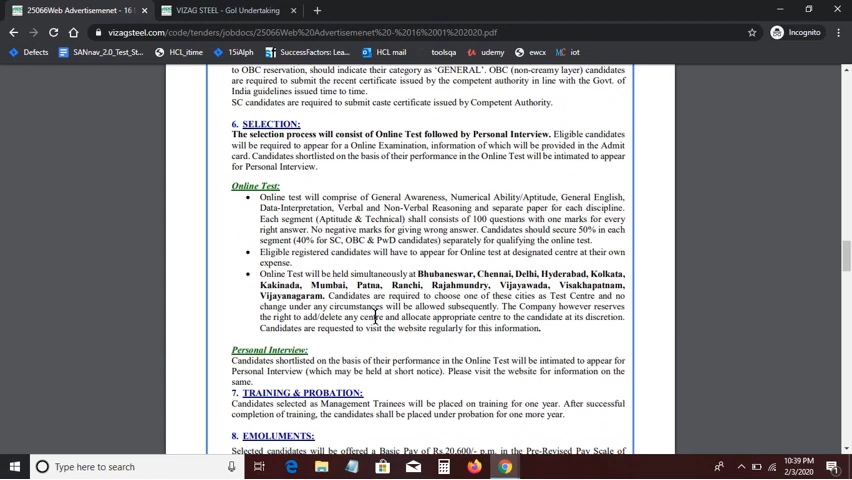 25066Web Advertisemenet - 16 (
VIZAG STEEL - GoI Undertaking
vizagsteel.com/code/tenders/jobdocs/25066Web%20Advertisemenet%20-%2016%2001%202020.pdf
Incognito
Defects
SANNav_2.0_Test_St...
HCL_itime
15iAlph
SuccessFactors: Lea...
HCL mail
toolsqa
udemy
ewcx
iot
to OBC reservation, should indicate their category as ‘GENERAL’. OBC (non-creamy layer) candidates
are required to submit the recent certificate issued by the competent authority in line with the Govt. of
India guidelines issued time to time.
SC candidates are required to submit caste certificate issued by Competent Authority.
6. SELECTION:
The selection process will consist of Online Test followed by Personal Interview. Eligible candidates
will be required to appear for a Online Examination, information of which will be provided in the Admit
card. Candidates shortlisted on the basis of their performance in the Online Test will be intimated to appear
for Personal Interview.
Online Test:
• Online test will comprise of General Awareness, Numerical Ability/Aptitude, General English,
Data-Interpretation, Verbal and Non-Verbal Reasoning and separate paper for each discipline.
Each segment (Aptitude & Technical) shall consists of 100 questions with one marks for every
right answer. No negative marks for giving wrong answer. Candidates should secure 50% in each
segment (40% for SC, OBC & PwD candidates) separately for qualifying the online test.
• Eligible registered candidates will have to appear for Online test at designated centre at their own
expense.
• Online Test will be held simultaneously at Bhubaneswar, Chennai, Delhi, Hyderabad, Kolkata,
Kakinada, Mumbai, Patna, Ranchi, Rajahmundry, Vijayawada, Visakhapatnam,
Vijayanagaram. Candidates are required to choose one of these cities as Test Centre and no
change under any circumstances will be allowed subsequently. The Company however reserves
the right to add/delete any centre and allocate appropriate centre to the candidate at its discretion.
Candidates are requested to visit the website regularly for this information.
Personal Interview:
Candidates shortlisted on the basis of their performance in the Online Test will be intimated to appear for
Personal Interview (which may be held at short notice). Please visit the website for information on the
same.
7. TRAINING & PROBATION:
Candidates selected as Management Trainees will be placed on training for one year. After successful
completion of training, the candidates shall be placed under probation for one more year.
8. EMOLUMENTS:
Selected candidates will be offered a Basic Pay of Rs.20,600/- p.m. in the Pre-Revised Pay Scale of
Type here to search
10:39 PM
2/3/2020